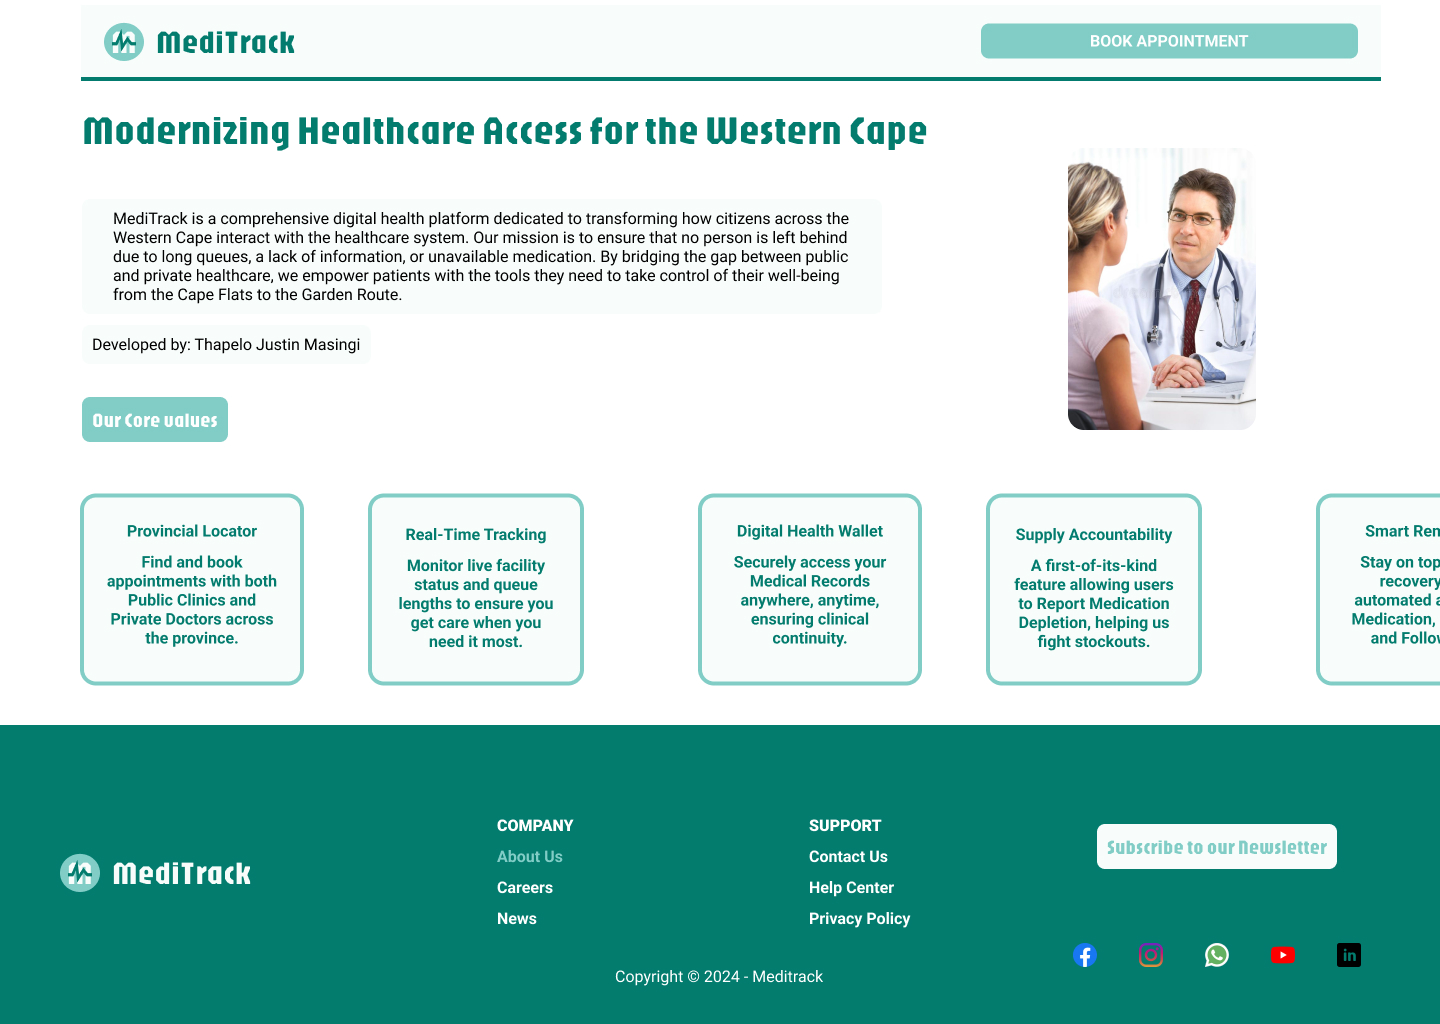 MediTrack
BOOK APPOINTMENT
Modernizing Healthcare Access for the Western Cape
MediTrack is a comprehensive digital health platform dedicated to transforming how citizens across the
Western Cape interact with the healthcare system. Our mission is to ensure that no person is left behind
due to long queues, a lack of information, or unavailable medication. By bridging the gap between public
and private healthcare, we empower patients with the tools they need to take control of their well-being
from the Cape Flats to the Garden Route.
Developed by: Thapelo Justin Masingi
Our Core values
Provincial Locator
Find and book
appointments with both
Public Clinics and
Private Doctors across
the province.
Real-Time Tracking
Monitor live facility
status and queue
lengths to ensure you
get care when you
need it most.
Digital Health Wallet
Securely access your
Medical Records
anywhere, anytime,
ensuring clinical
continuity.
Supply Accountability
A first-of-its-kind
feature allowing users
to Report Medication
Depletion, helping us
fight stockouts.
Smart
Stay on top
recovery
automated
Medication,
and
MediTrack
COMPANY
About Us
Careers
News
SUPPORT
Contact Us
Help Center
Privacy Policy
Subscribe to our Newsletter
Copyright © 2024 - Meditrack